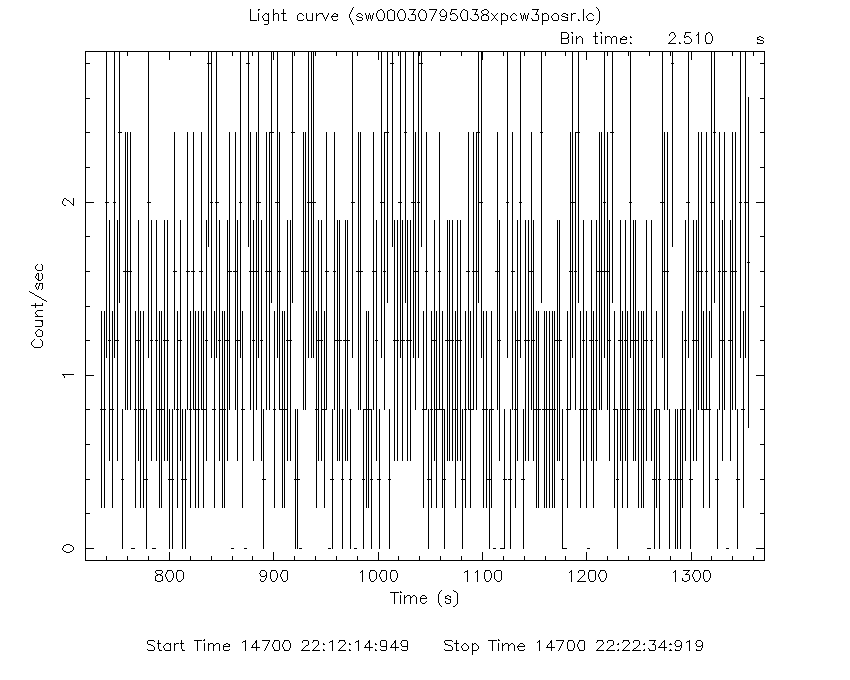 Light curve (sw00030795038xpcw3posr.lc)
Bin time: 2.510 s
2
1
0
Count/sec
800 900 1000 1100 1200 1300
Time (s)
Start Time 14700 22:12:14:949 Stop Time 14700 22:22:34:919